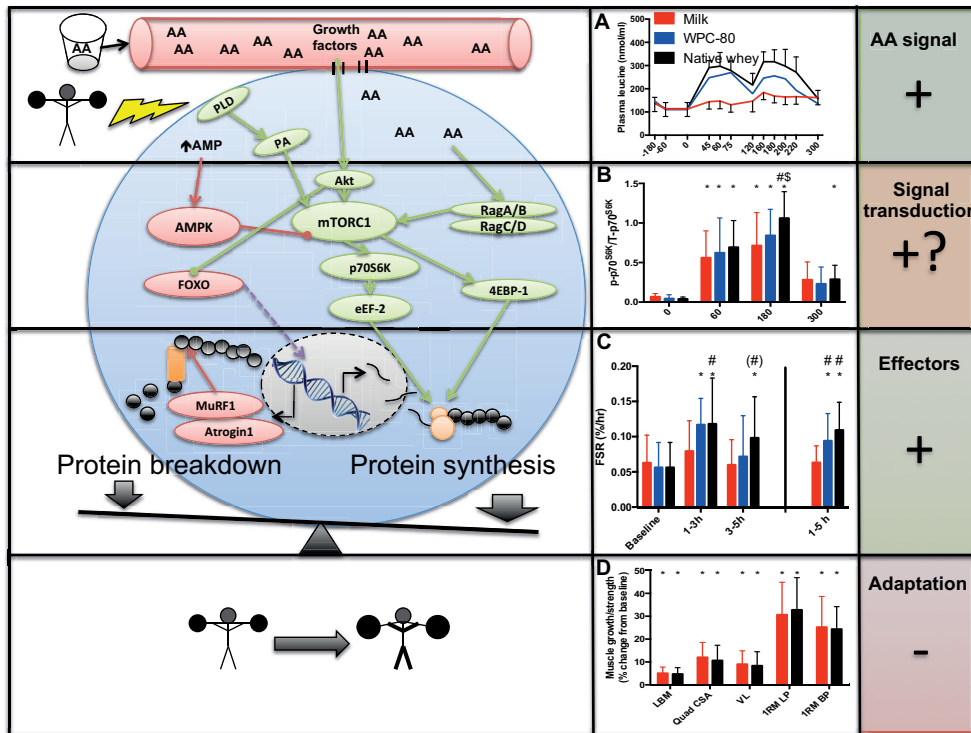 AA
AA
AA
AA
AA
AA
Growth
factors
AA
AA
AA
AA
AA
AA
AA
AA
PLD
PA
↑AMP
Akt
AMPK
mTORC1
RagA/B
RagC/D
FOXO
p70S6K
4EBP-1
eEF-2
MuRF1
Atrogin1
Protein breakdown
Protein synthesis
A
Milk
WPC-80
Native whey
Plasma leucine (nmol/ml)
500
400
300
200
100
0
-180
-60
0
45
60
75
120
160
180
200
220
300
AA signal
+
B
#$
* * * * * * *
p-p70S6K/T-p70S6K
1.5
1.0
0.5
0.0
0
60
180
300
Signal
transduction
+?
C
# (#) # #
* * * * *
FSR (%/hr)
0.20
0.15
0.10
0.05
0.00
Baseline
1-3h
3-5h
1-5 h
Effectors
+
D
* * * * * * * * * *
Muscle growth/strength
(% change from baseline)
50
40
30
20
10
0
LBM
Quad CSA
VL
1RM LP
1RM BP
Adaptation
-